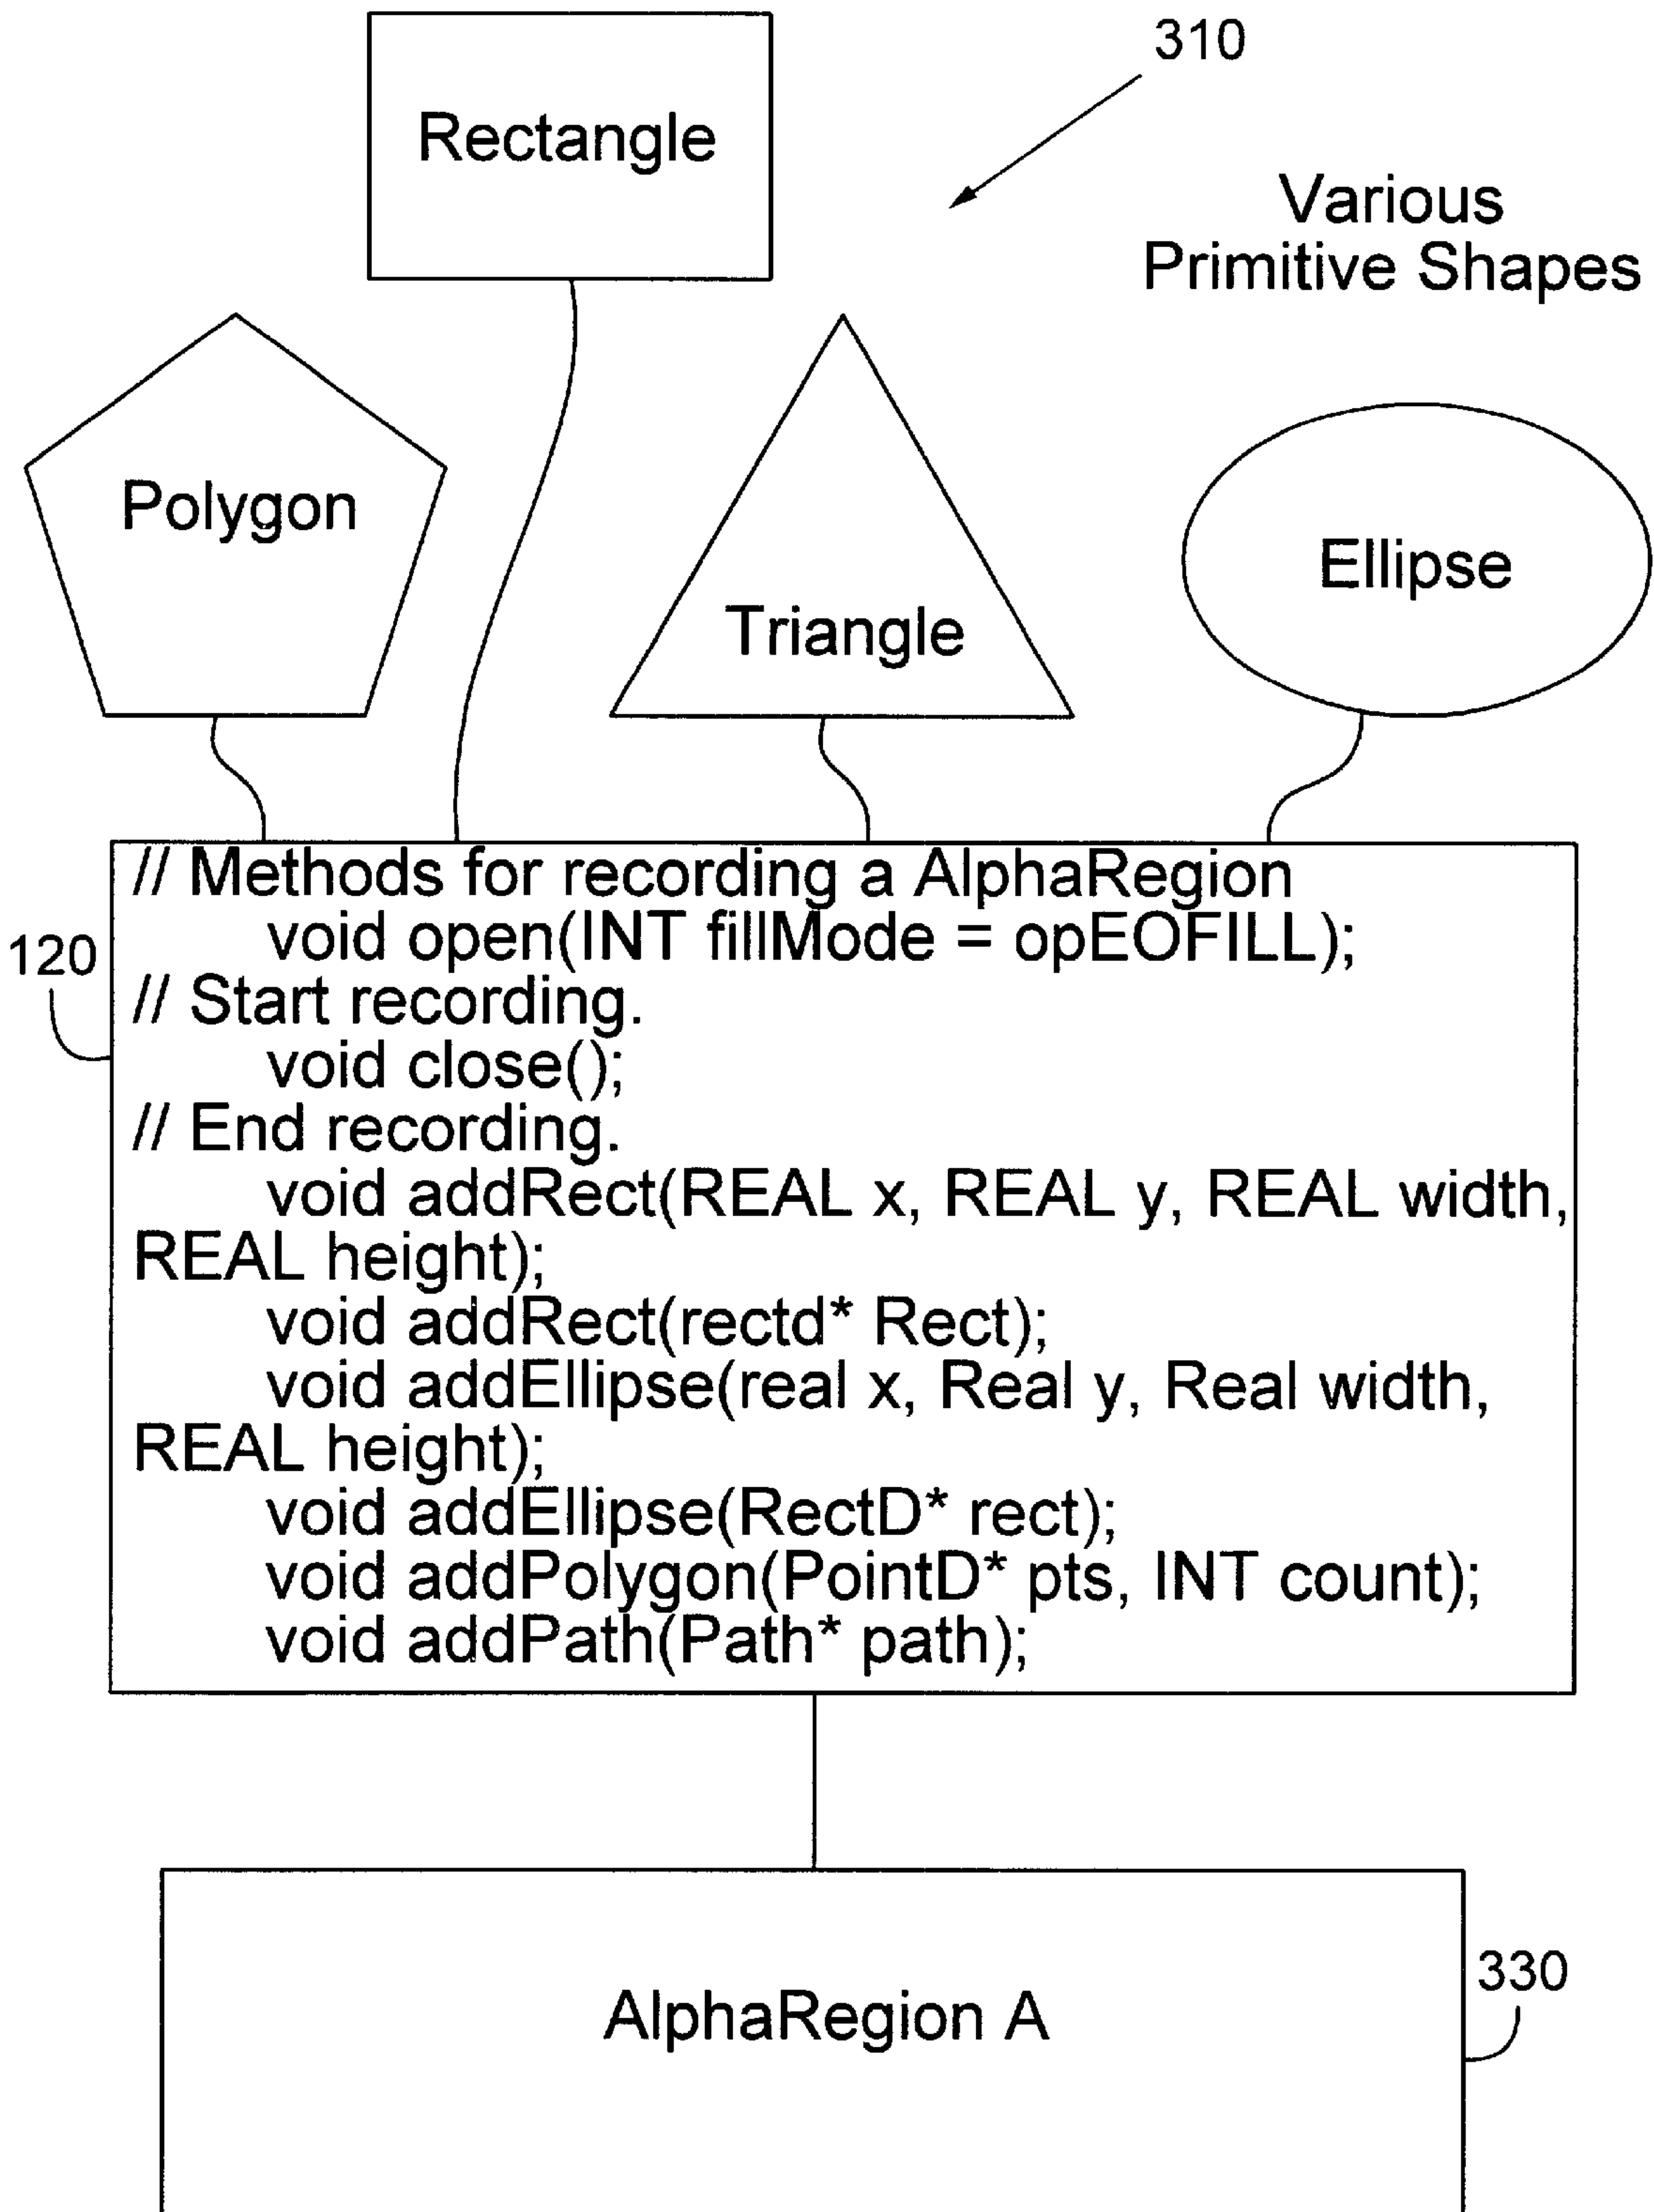 310
Rectangle
Various
Primitive Shapes
Polygon
Triangle
Ellipse
120
// Methods for recording a AlphaRegion
void open(INT fillMode = opEOFILL);
// Start recording.
void close();
// End recording.
void addRect(REAL x, REAL y, REAL width,
REAL height);
void addRect(rectd* Rect);
void addEllipse(real x, Real y, Real width,
REAL height);
void addEllipse(RectD* rect);
void addPolygon(PointD* pts, INT count);
void addPath(Path* path);
330
AlphaRegion A